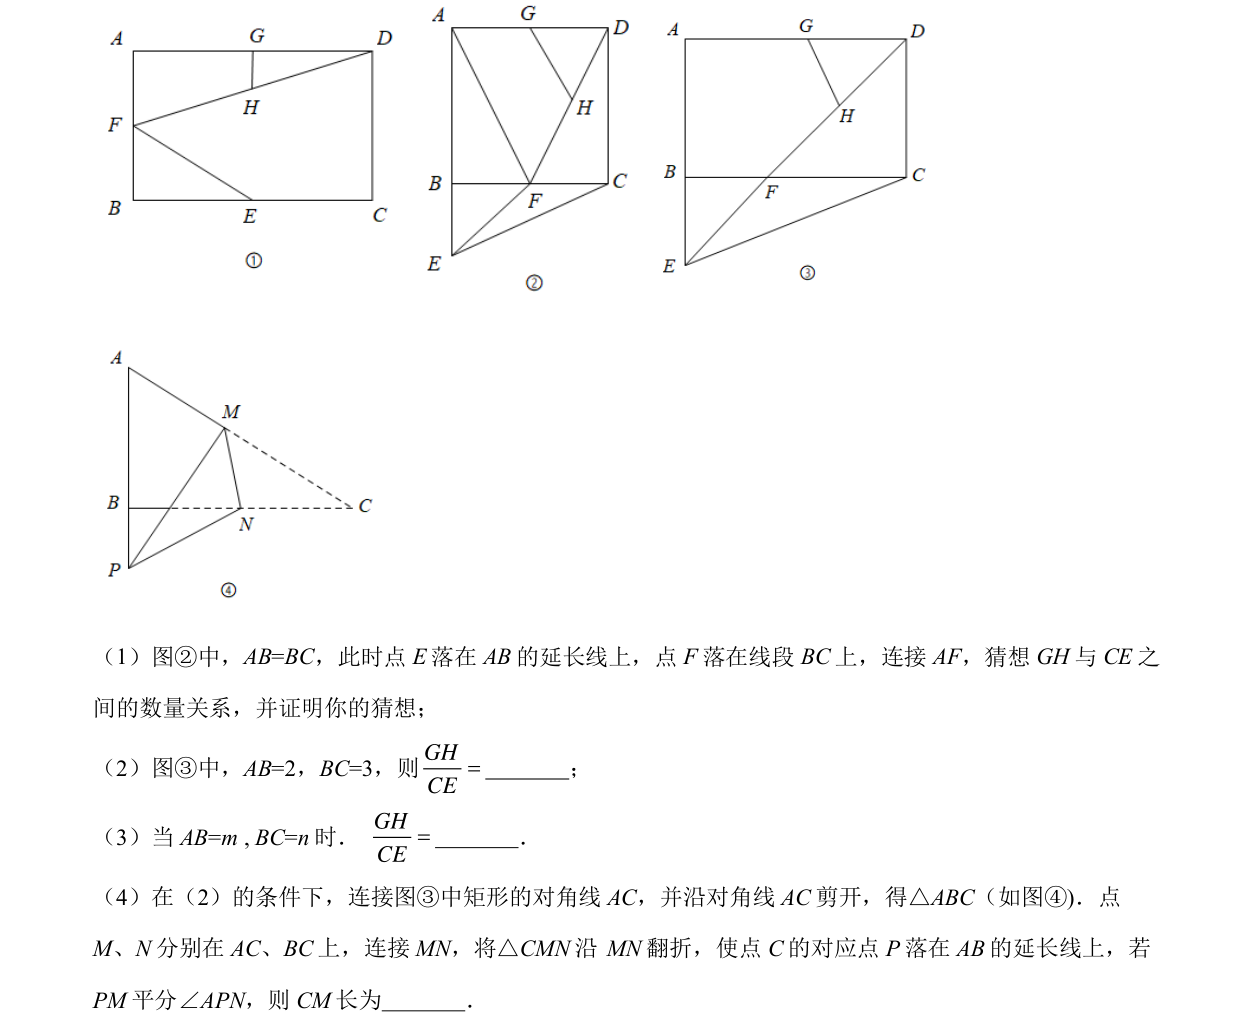 A G D
F H
B E C
①
A G D
H
B F C
E
②
A G D
H
B F C
E
③
A
M
B N C
P
④
（1）图②中，AB=BC，此时点 E 落在 AB 的延长线上，点 F 落在线段 BC 上，连接 AF，猜想 GH 与 CE 之
间的数量关系，并证明你的猜想；
（2）图③中，AB=2，BC=3，则 GH/CE = ________；
（3）当 AB=m , BC=n 时． GH/CE = ________．
（4）在（2）的条件下，连接图③中矩形的对角线 AC，并沿对角线 AC 剪开，得△ABC（如图④)．点
M、N 分别在 AC、BC 上，连接 MN，将△CMN 沿 MN 翻折，使点 C 的对应点 P 落在 AB 的延长线上，若
PM 平分∠APN，则 CM 长为________．